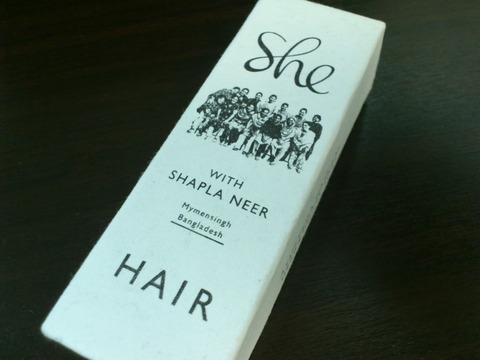 She
WITH
SHAPLA NEER
Mymensingh
Bangladesh
HAIR